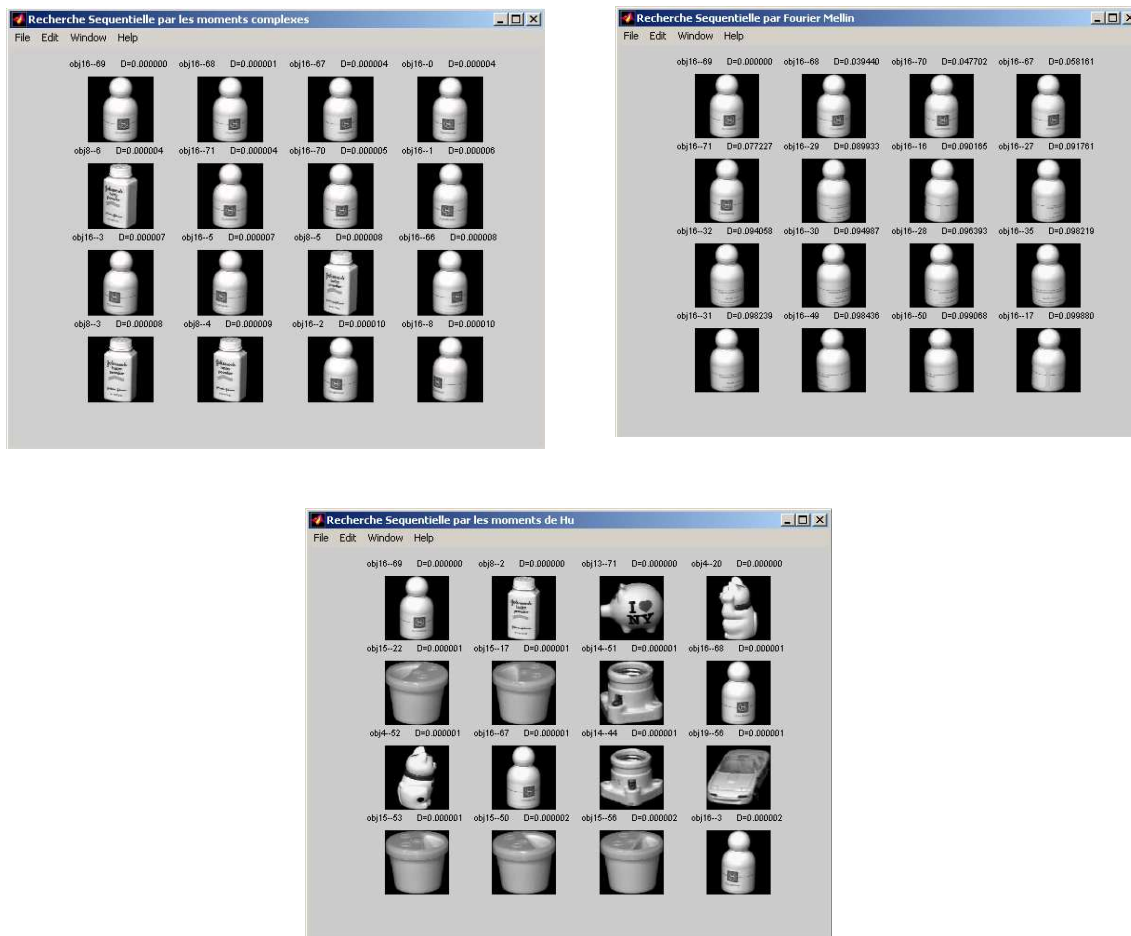 Recherche Sequentielle par les moments complexes
File Edit Window Help
obj16--69 D=0.000000 obj16--68 D=0.000001 obj16--67 D=0.000004 obj16--0 D=0.000004
obj8--6 D=0.000004 obj16--71 D=0.000004 obj16--70 D=0.000005 obj16--1 D=0.000006
obj16--3 D=0.000007 obj16--5 D=0.000007 obj8--5 D=0.000008 obj16--66 D=0.000008
obj8--3 D=0.000008 obj8--4 D=0.000009 obj16--2 D=0.000010 obj16--8 D=0.000010
Recherche Sequentielle par Fourier Mellin
File Edit Window Help
obj16--69 D=0.000000 obj16--68 D=0.039440 obj16--70 D=0.047702 obj16--67 D=0.058161
obj16--71 D=0.077227 obj16--29 D=0.089933 obj16--16 D=0.090165 obj16--27 D=0.091761
obj16--32 D=0.094058 obj16--30 D=0.094987 obj16--28 D=0.096393 obj16--35 D=0.098219
obj16--31 D=0.098239 obj16--49 D=0.098436 obj16--50 D=0.099068 obj16--17 D=0.099880
Recherche Sequentielle par les moments de Hu
File Edit Window Help
obj16--69 D=0.000000 obj8--2 D=0.000000 obj13--71 D=0.000000 obj4--20 D=0.000000
I ♥
NY
obj15--22 D=0.000001 obj15--17 D=0.000001 obj14--51 D=0.000001 obj16--68 D=0.000001
obj4--52 D=0.000001 obj16--67 D=0.000001 obj14--44 D=0.000001 obj19--56 D=0.000001
obj15--53 D=0.000001 obj15--50 D=0.000002 obj15--56 D=0.000002 obj16--3 D=0.000002